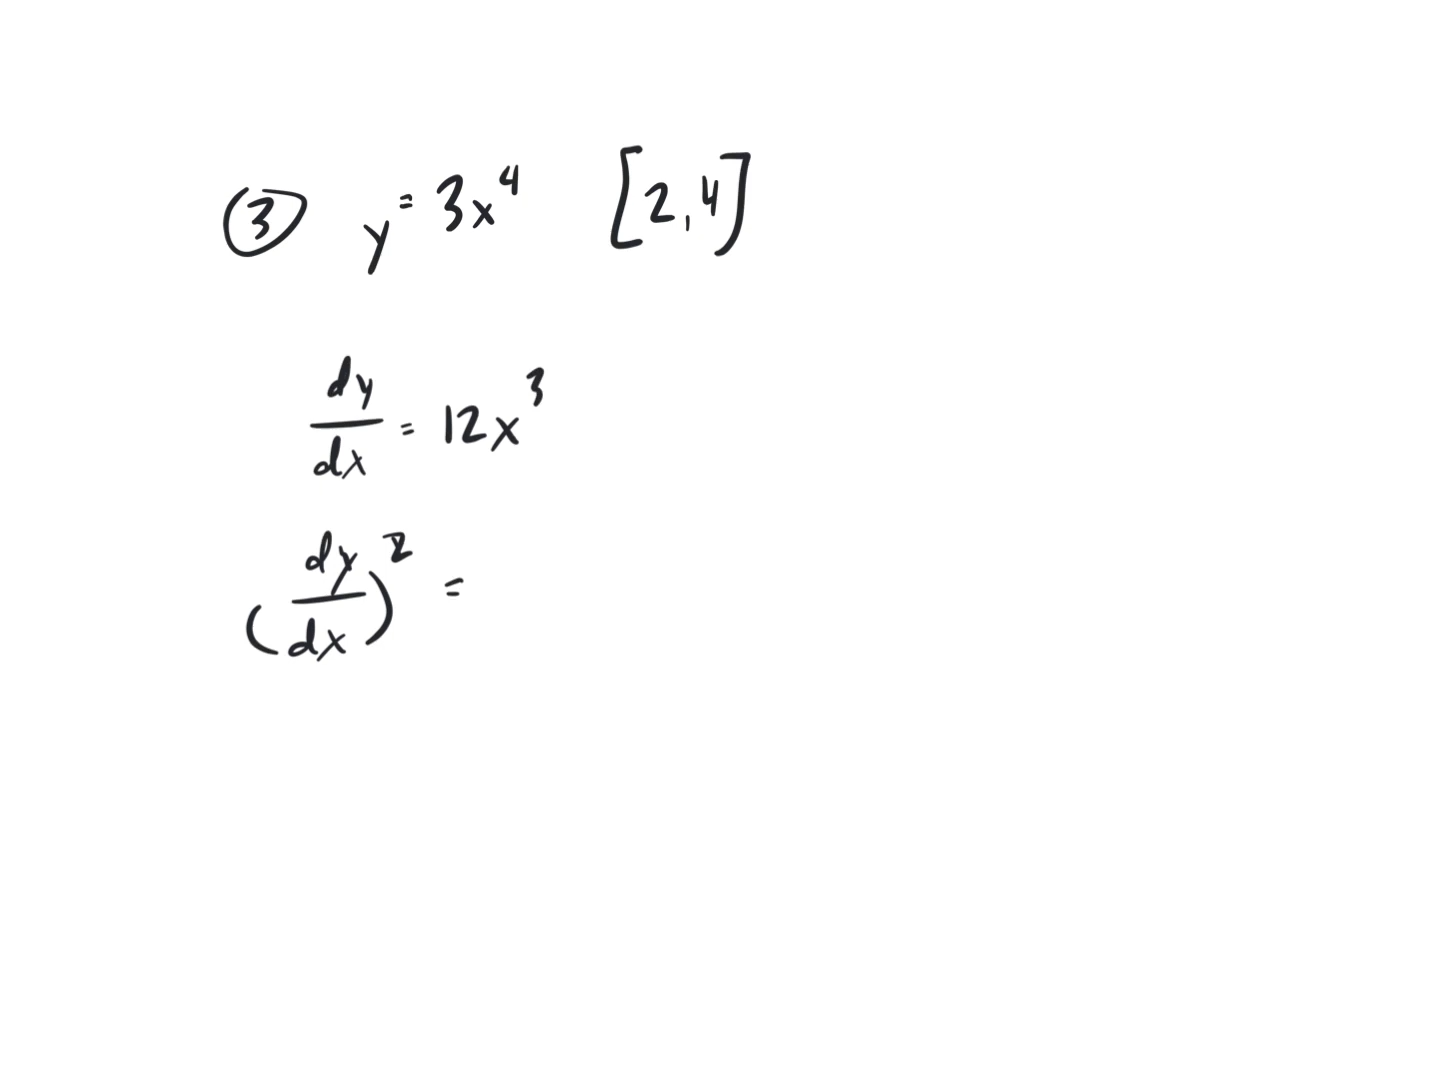 ③ y = 3x⁴ [2,4]
dy/dx = 12x³
(dy/dx)² =